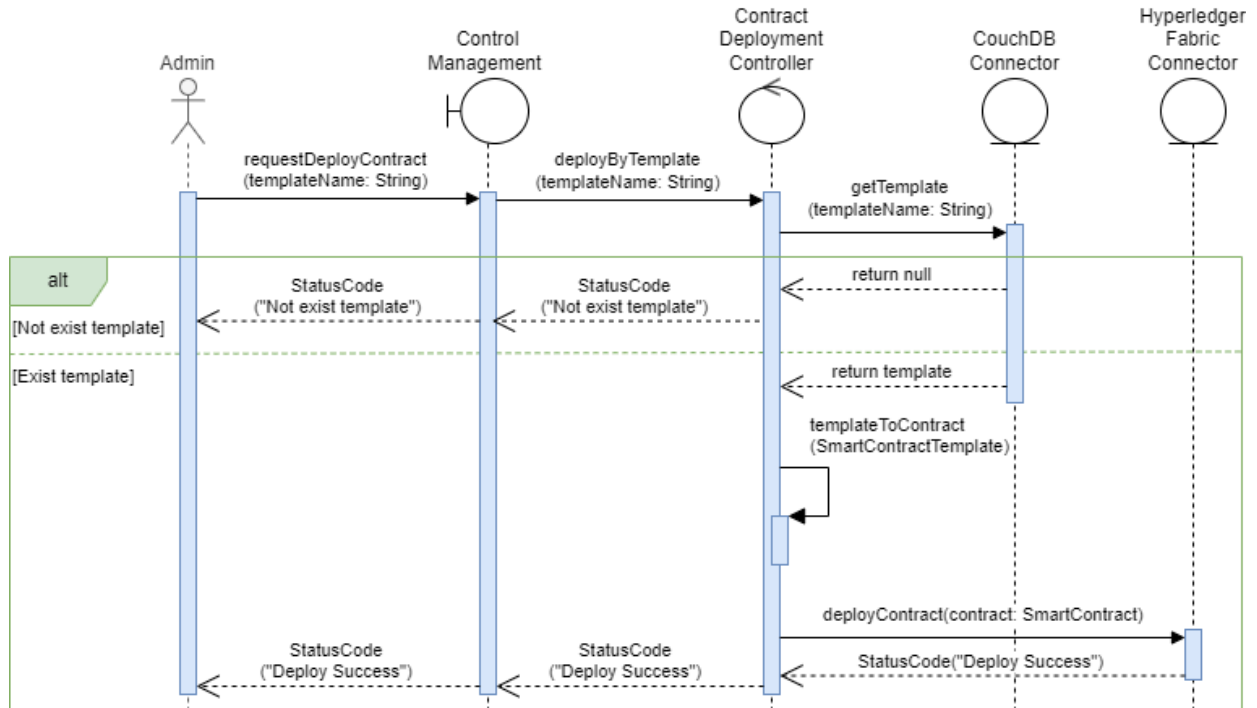 Admin
Control
Management
Contract
Deployment
Controller
CouchDB
Connector
Hyperledger
Fabric
Connector
requestDeployContract
(templateName: String)
deployByTemplate
(templateName: String)
getTemplate
(templateName: String)
alt
[Not exist template]
return null
StatusCode
("Not exist template")
StatusCode
("Not exist template")
[Exist template]
return template
templateToContract
(SmartContractTemplate)
deployContract(contract: SmartContract)
StatusCode("Deploy Success")
StatusCode
("Deploy Success")
StatusCode
("Deploy Success")